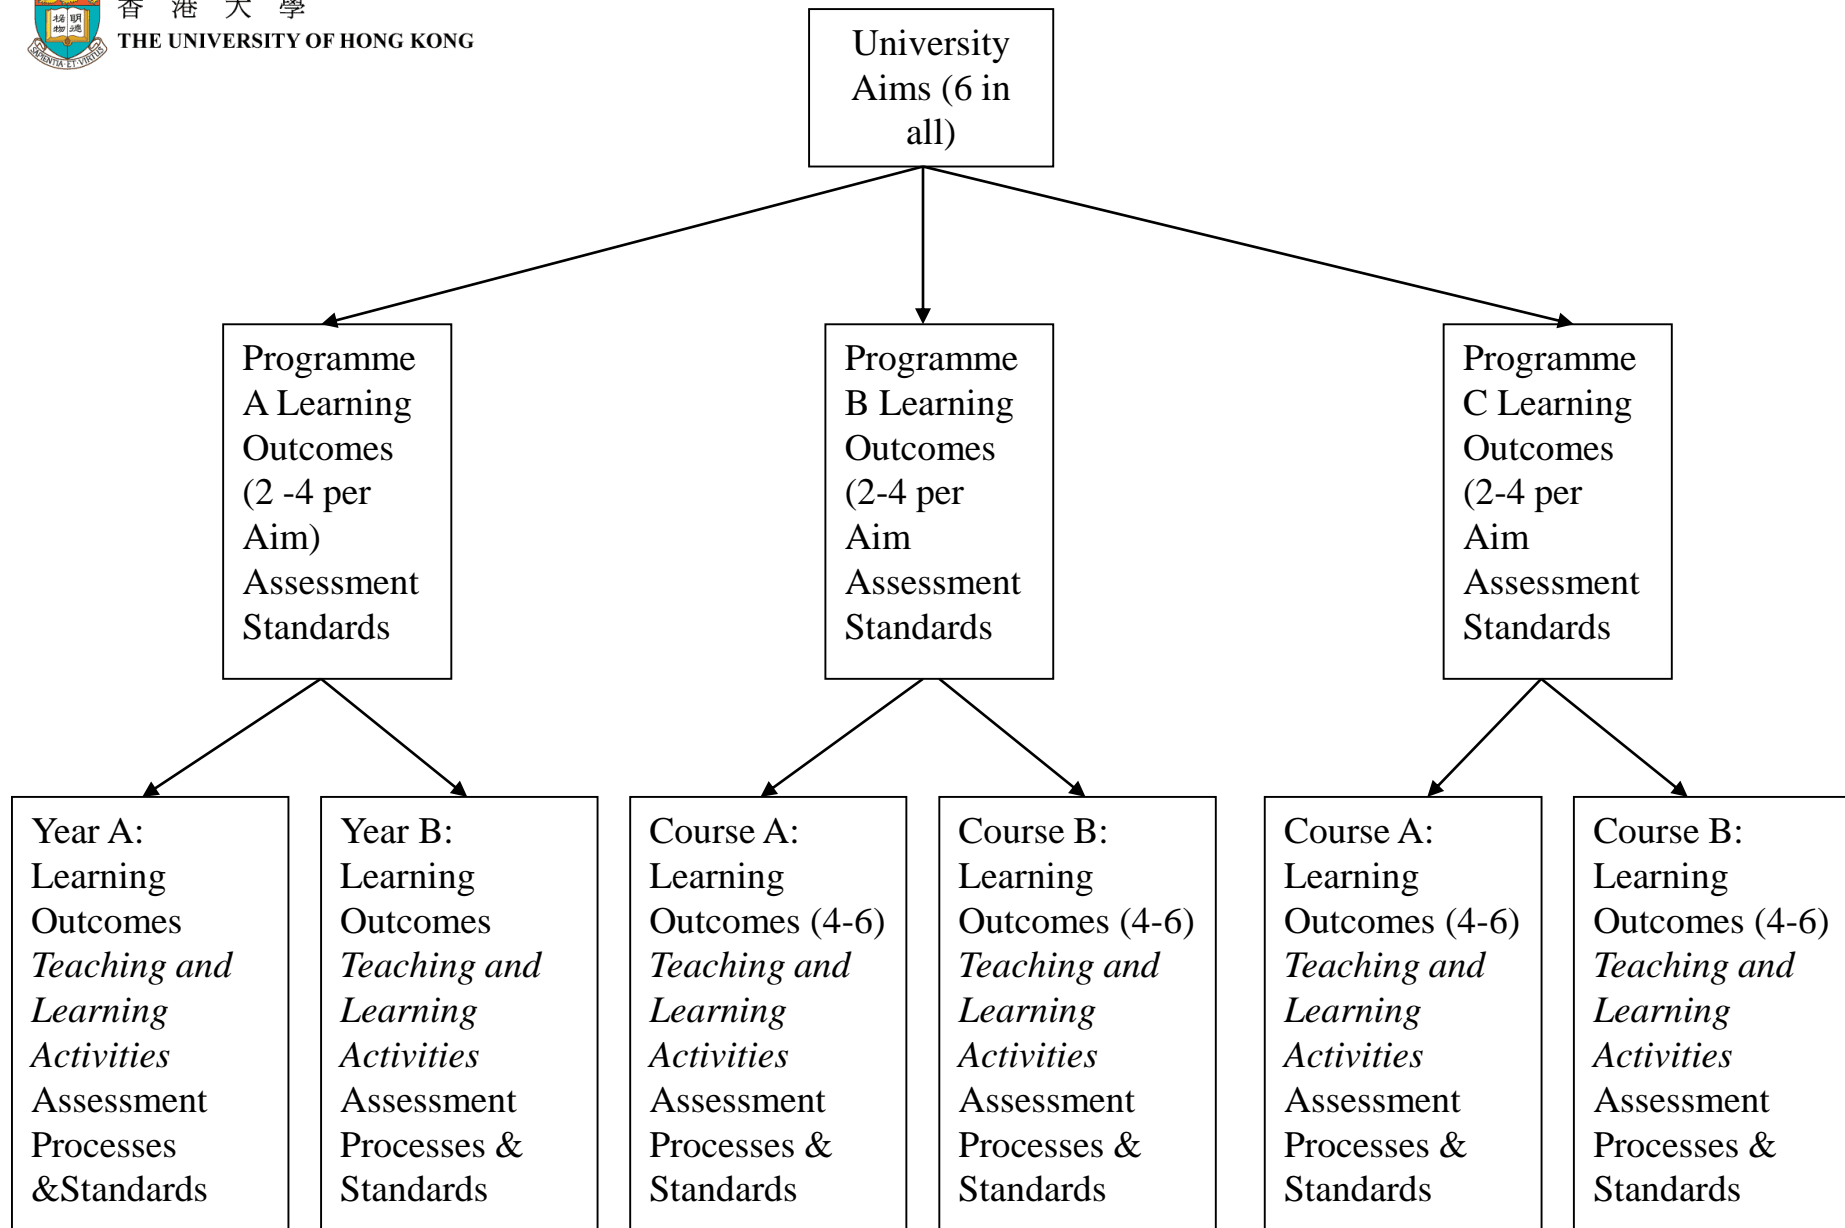 香港大學
THE UNIVERSITY OF HONG KONG
University
Aims (6 in
all)
Programme
A Learning
Outcomes
(2 -4 per
Aim)
Assessment
Standards
Programme
B Learning
Outcomes
(2-4 per
Aim
Assessment
Standards
Programme
C Learning
Outcomes
(2-4 per
Aim
Assessment
Standards
Year A:
Learning
Outcomes
Teaching and
Learning
Activities
Assessment
Processes
&Standards
Year B:
Learning
Outcomes
Teaching and
Learning
Activities
Assessment
Processes &
Standards
Course A:
Learning
Outcomes (4-6)
Teaching and
Learning
Activities
Assessment
Processes &
Standards
Course B:
Learning
Outcomes (4-6)
Teaching and
Learning
Activities
Assessment
Processes &
Standards
Course A:
Learning
Outcomes (4-6)
Teaching and
Learning
Activities
Assessment
Processes &
Standards
Course B:
Learning
Outcomes (4-6)
Teaching and
Learning
Activities
Assessment
Processes &
Standards